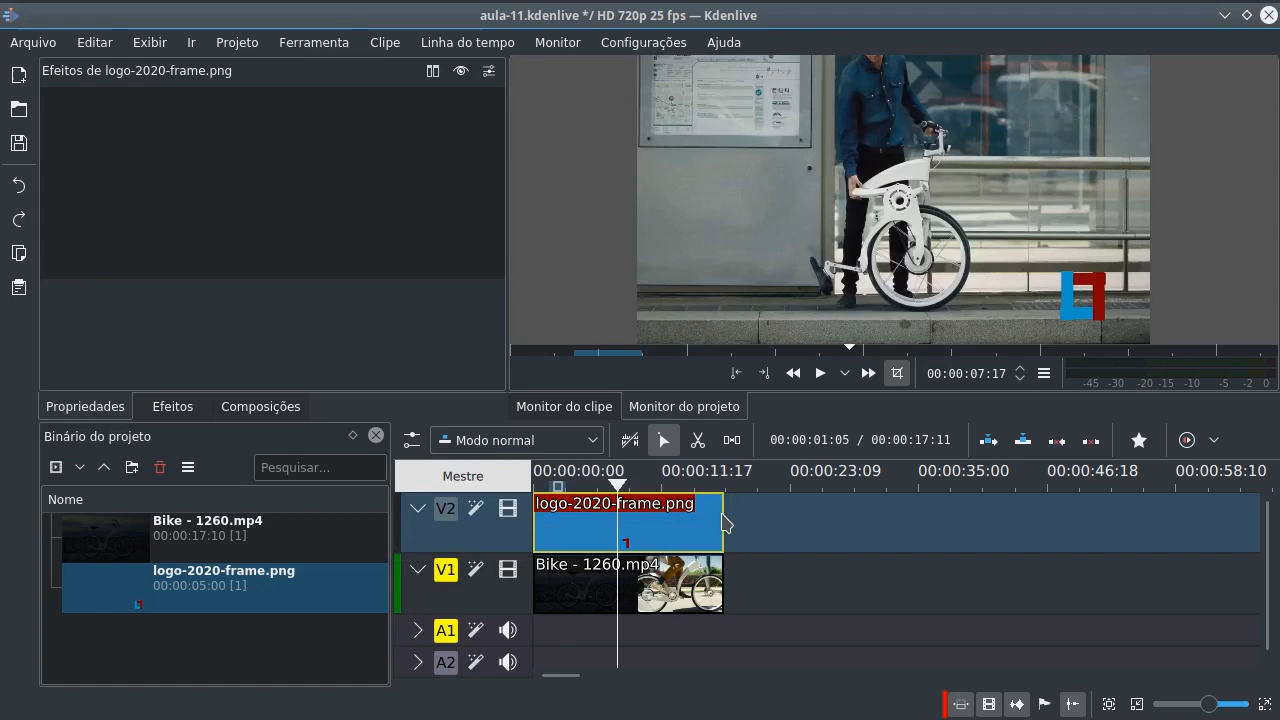 aula-11.kdenlive */ HD 720p 25 fps — Kdenlive
Arquivo Editar Exibir Ir Projeto Ferramenta Clipe Linha do tempo Monitor Configurações Ajuda
Efeitos de logo-2020-frame.png
00:00:07:17
-45 -30 -20 -15 -10 -5 -2 0
Propriedades Efeitos Composições
Monitor do clipe Monitor do projeto
Binário do projeto
Modo normal
00:00:01:05 / 00:00:17:11
Pesquisar...
Mestre
00:00:00:00 00:00:11:17 00:00:23:09 00:00:35:00 00:00:46:18 00:00:58:10
Nome
Bike - 1260.mp4
00:00:17:10 [1]
logo-2020-frame.png
00:00:05:00 [1]
V2
logo-2020-frame.png
V1
Bike - 1260.mp4
A1
A2